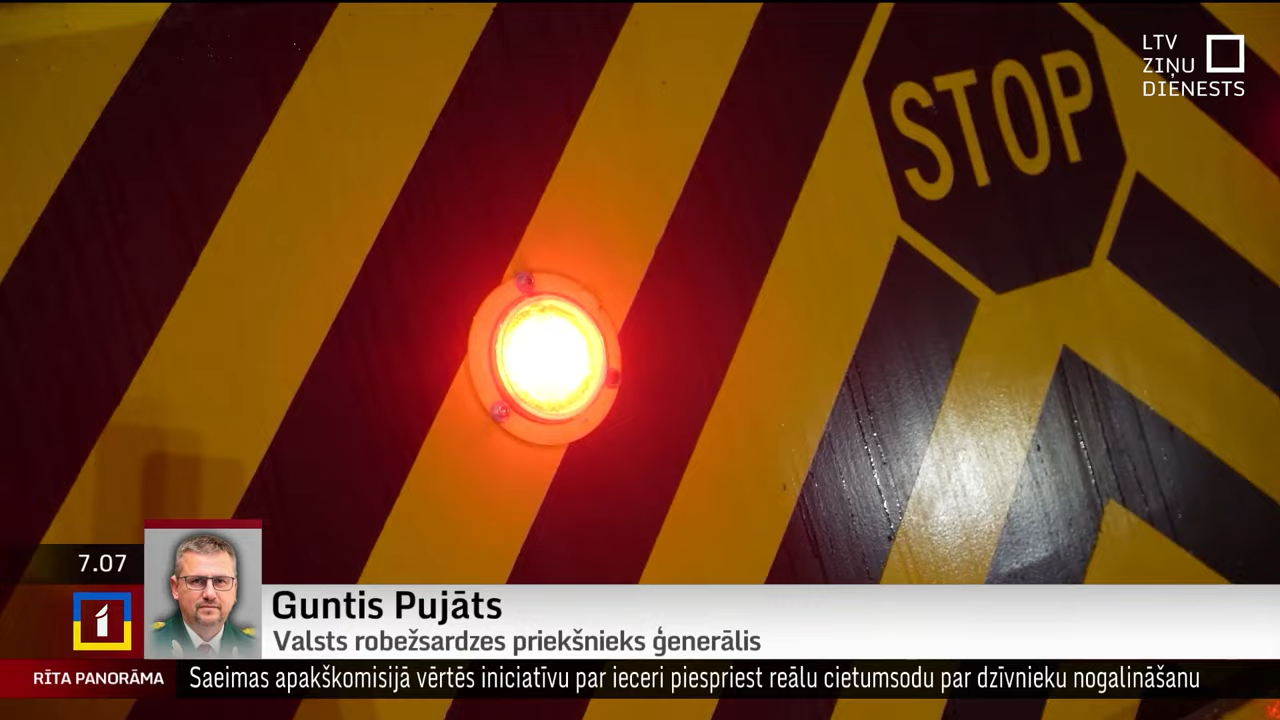 LTV
ZIŅU
DIENESTS
STOP
7.07
1
Guntis Pujāts
Valsts robežsardzes priekšnieks ģenerālis
RĪTA PANORĀMA
Saeimas apakškomisijā vērtēs iniciatīvu par ieceri piespriest reālu cietumsodu par dzīvnieku nogalināšanu